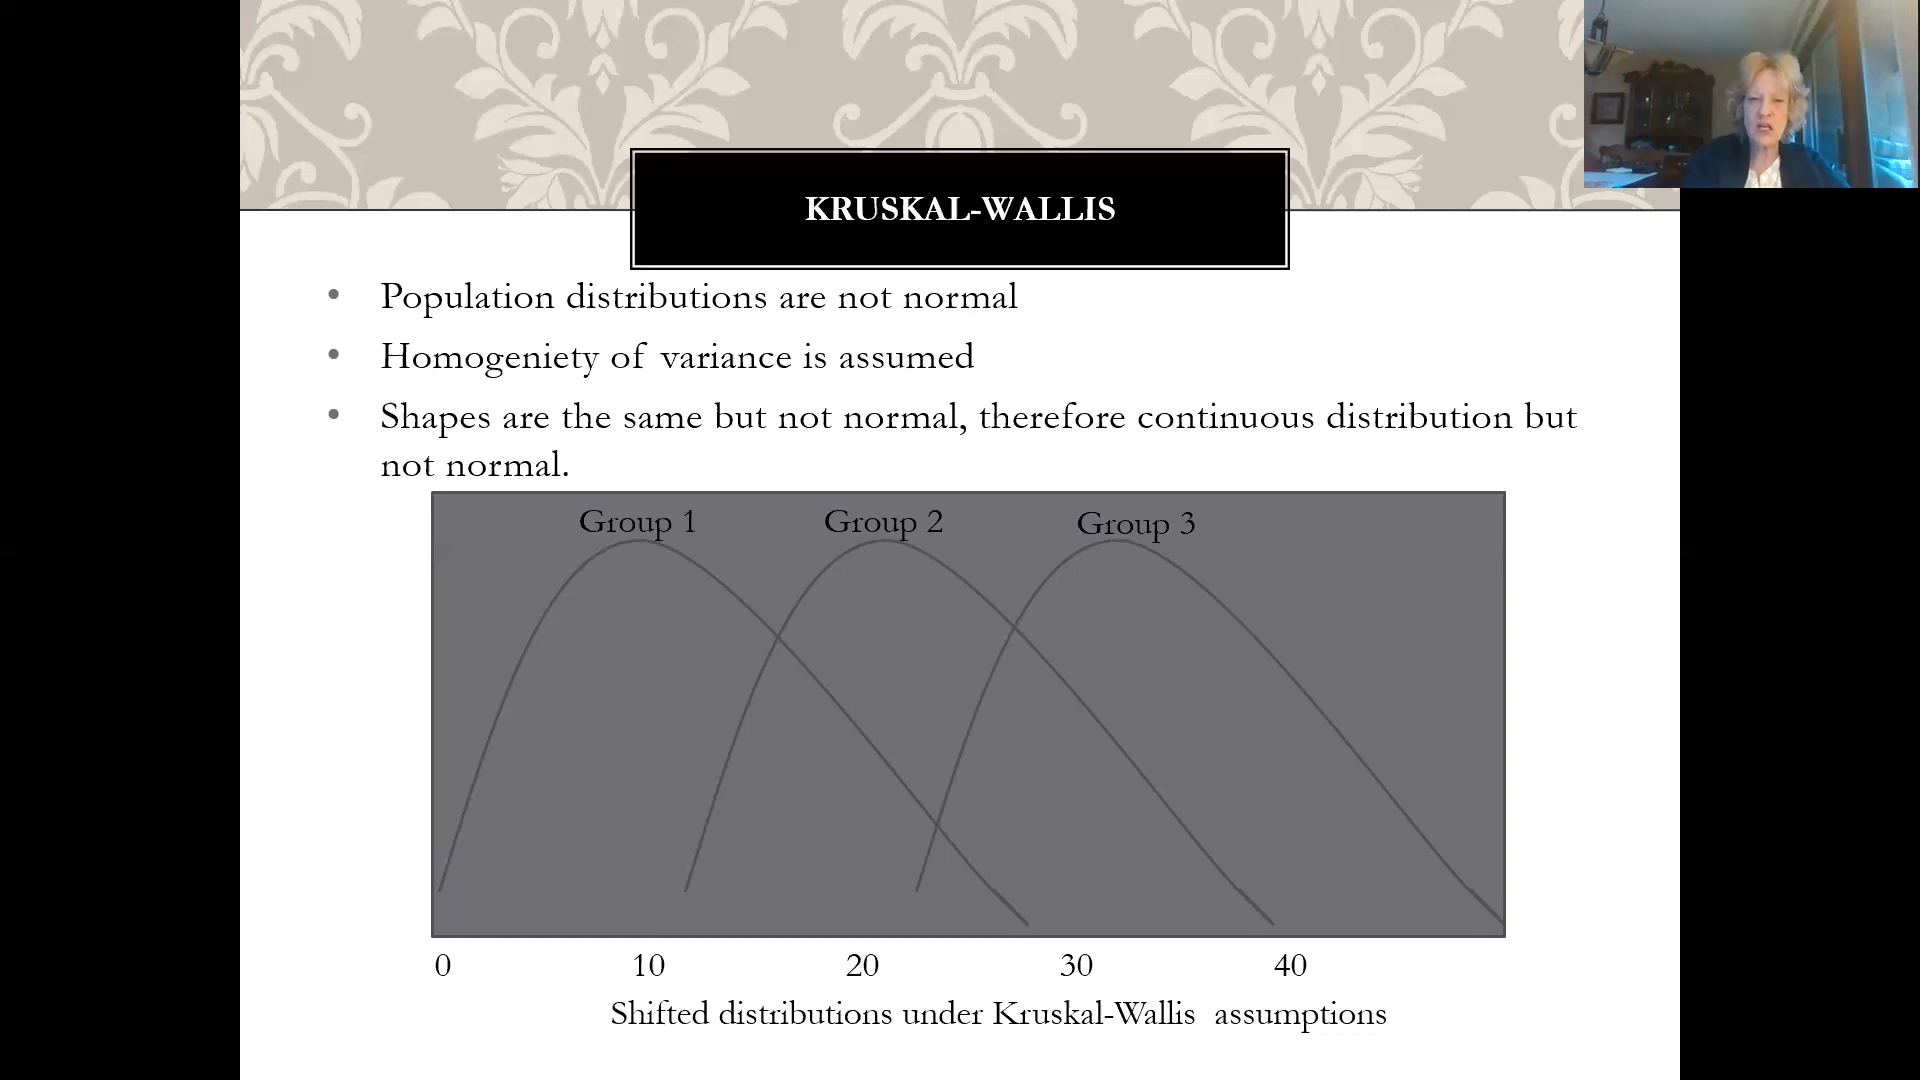 KRUSKAL-WALLIS
• Population distributions are not normal
• Homogeniety of variance is assumed
• Shapes are the same but not normal, therefore continuous distribution but
not normal.
Group 1 Group 2 Group 3
0 10 20 30 40
Shifted distributions under Kruskal-Wallis assumptions